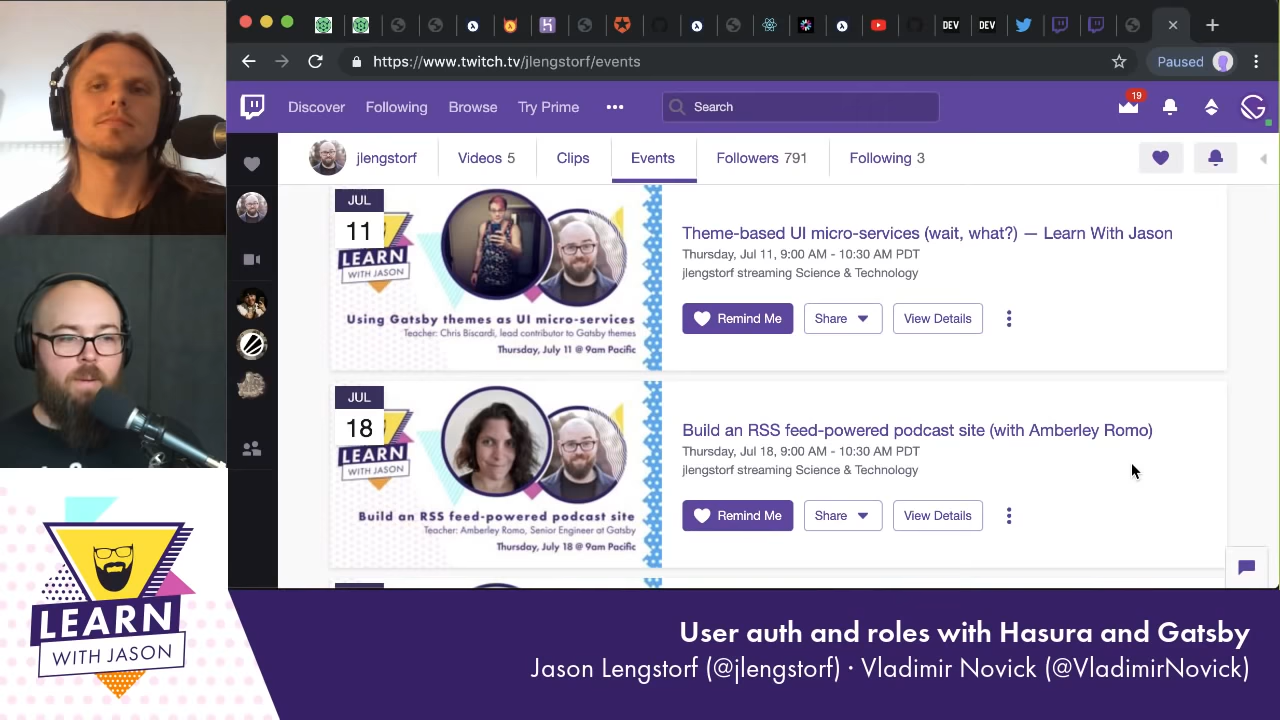 https://www.twitch.tv/jlengstorf/events
Paused
DEV
DEV
Discover
Following
Browse
Try Prime
Search
19
jlengstorf
Videos 5
Clips
Events
Followers 791
Following 3
JUL
11
LEARN
WITH JASON
Using Gatsby themes as UI micro-services
Teacher: Chris Biscardi, lead contributor to Gatsby themes
Thursday, July 11 @ 9am Pacific
Theme-based UI micro-services (wait, what?) — Learn With Jason
Thursday, Jul 11, 9:00 AM - 10:30 AM PDT
jlengstorf streaming Science & Technology
Remind Me
Share
View Details
JUL
18
LEARN
WITH JASON
Build an RSS feed-powered podcast site
Teacher: Amberley Romo, Senior Engineer at Gatsby
Thursday, July 18 @ 9am Pacific
Build an RSS feed-powered podcast site (with Amberley Romo)
Thursday, Jul 18, 9:00 AM - 10:30 AM PDT
jlengstorf streaming Science & Technology
Remind Me
Share
View Details
LEARN
WITH JASON
User auth and roles with Hasura and Gatsby
Jason Lengstorf (@jlengstorf) · Vladimir Novick (@VladimirNovick)